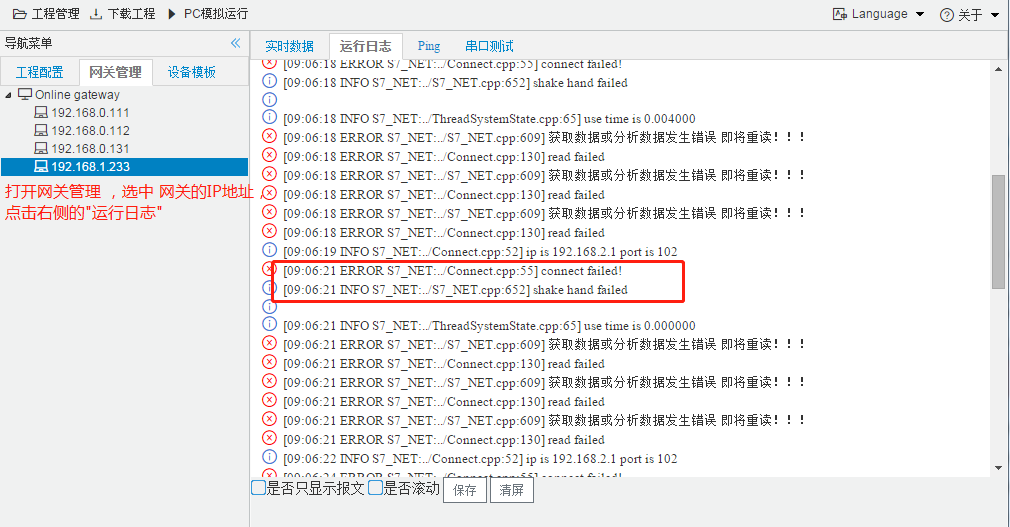 工程管理 下载工程 PC模拟运行 Language 关于
导航菜单
工程配置 网关管理 设备模板
Online gateway
192.168.0.111
192.168.0.112
192.168.0.131
192.168.1.233
打开网关管理 ，选中 网关的IP地址，
点击右侧的"运行日志"
实时数据 运行日志 Ping 串口测试
[09:06:18 ERROR S7_NET:../Connect.cpp:55] connect failed!
[09:06:18 INFO S7_NET:../S7_NET.cpp:652] shake hand failed
[09:06:18 INFO S7_NET:../ThreadSystemState.cpp:65] use time is 0.004000
[09:06:18 ERROR S7_NET:../S7_NET.cpp:609] 获取数据或分析数据发生错误 即将重读！！！
[09:06:18 ERROR S7_NET:../Connect.cpp:130] read failed
[09:06:18 ERROR S7_NET:../S7_NET.cpp:609] 获取数据或分析数据发生错误 即将重读！！！
[09:06:18 ERROR S7_NET:../Connect.cpp:130] read failed
[09:06:18 ERROR S7_NET:../S7_NET.cpp:609] 获取数据或分析数据发生错误 即将重读！！！
[09:06:18 ERROR S7_NET:../Connect.cpp:130] read failed
[09:06:19 INFO S7_NET:../Connect.cpp:52] ip is 192.168.2.1 port is 102
[09:06:21 ERROR S7_NET:../Connect.cpp:55] connect failed!
[09:06:21 INFO S7_NET:../S7_NET.cpp:652] shake hand failed
[09:06:21 INFO S7_NET:../ThreadSystemState.cpp:65] use time is 0.000000
[09:06:21 ERROR S7_NET:../S7_NET.cpp:609] 获取数据或分析数据发生错误 即将重读！！！
[09:06:21 ERROR S7_NET:../Connect.cpp:130] read failed
[09:06:21 ERROR S7_NET:../S7_NET.cpp:609] 获取数据或分析数据发生错误 即将重读！！！
[09:06:21 ERROR S7_NET:../Connect.cpp:130] read failed
[09:06:21 ERROR S7_NET:../S7_NET.cpp:609] 获取数据或分析数据发生错误 即将重读！！！
[09:06:21 ERROR S7_NET:../Connect.cpp:130] read failed
[09:06:22 INFO S7_NET:../Connect.cpp:52] ip is 192.168.2.1 port is 102
[09:06:24 ERROR S7_NET:../Connect.cpp:55] connect failed!
是否只显示报文 是否滚动 保存 清屏